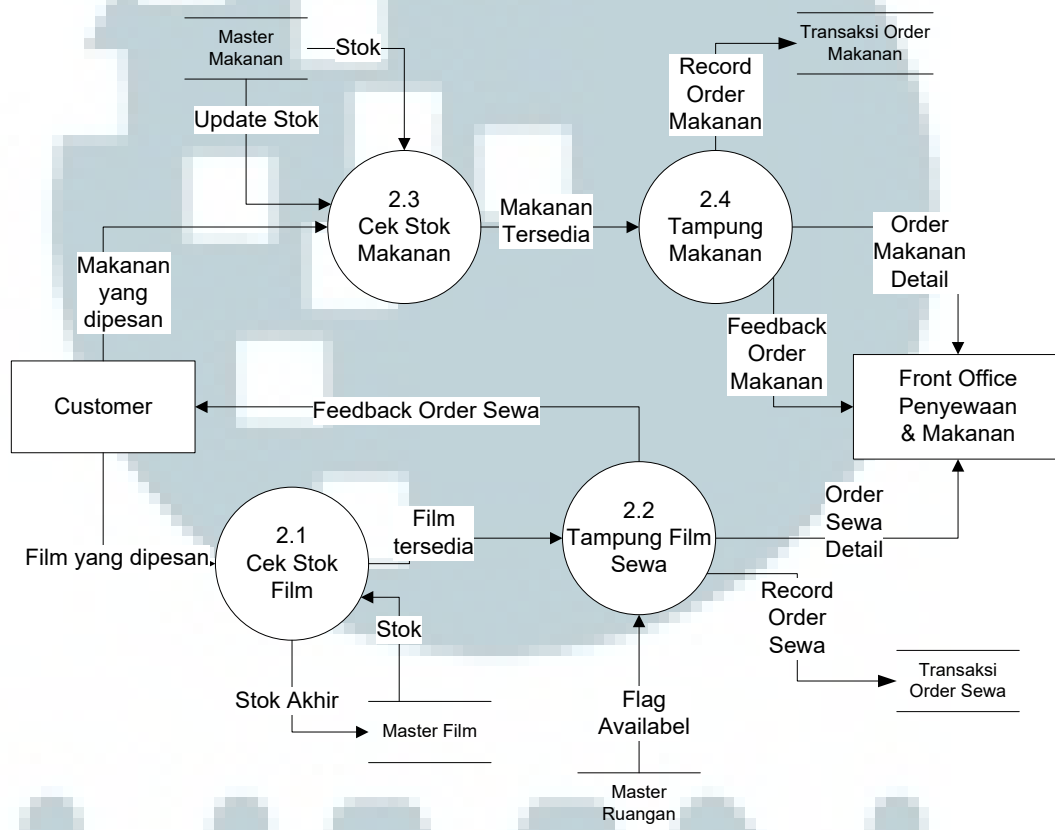 Master
Makanan
Stok
Update Stok
Record
Order
Makanan
Transaksi Order
Makanan
2.3
Cek Stok
Makanan
Makanan
Tersedia
2.4
Tampung
Makanan
Order
Makanan
Detail
Makanan
yang
dipesan
Feedback
Order
Makanan
Customer
Feedback Order Sewa
Front Office
Penyewaan
& Makanan
Film yang dipesan
2.1
Cek Stok
Film
Film
tersedia
2.2
Tampung Film
Sewa
Order
Sewa
Detail
Stok
Record
Order
Sewa
Stok Akhir
Master Film
Flag
Availabel
Transaksi
Order Sewa
Master
Ruangan